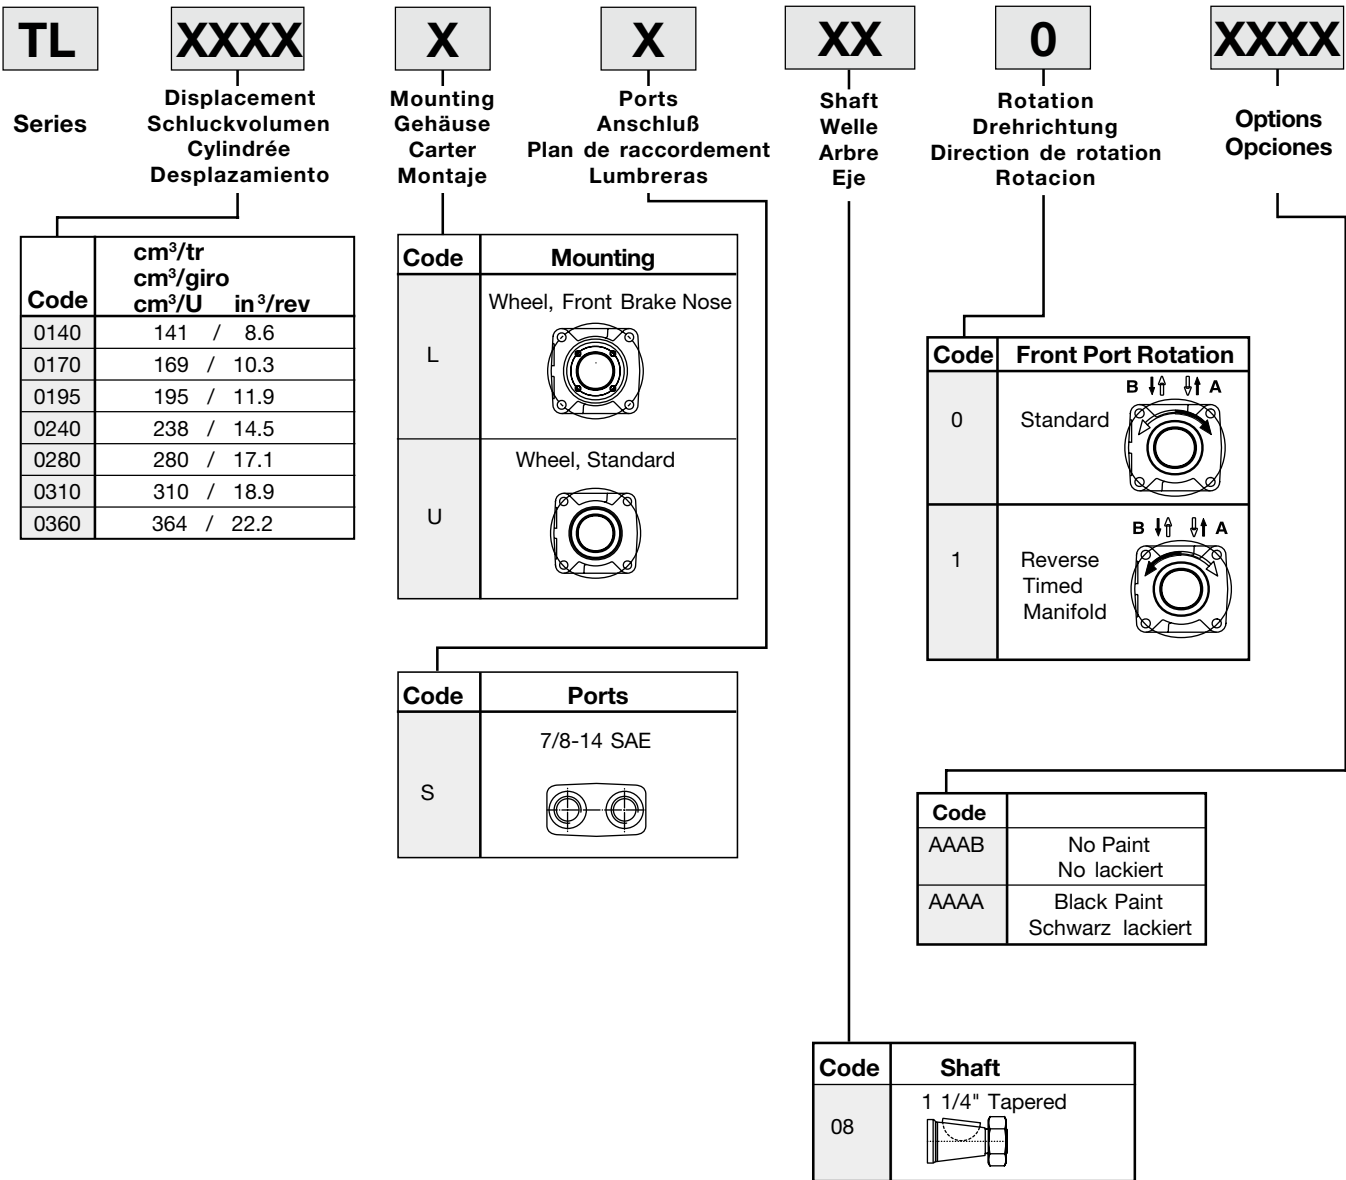 TL XXXX X X XX 0 XXXX
Series
Displacement
Schluckvolumen
Cylindrée
Desplazamiento
Mounting
Gehäuse
Carter
Montaje
Ports
Anschluß
Plan de raccordement
Lumbreras
Shaft
Welle
Arbre
Eje
Rotation
Drehrichtung
Direction de rotation
Rotacion
Options
Opciones
cm³/tr
cm³/giro
Code cm³/U in³/rev
0140 141 / 8.6
0170 169 / 10.3
0195 195 / 11.9
0240 238 / 14.5
0280 280 / 17.1
0310 310 / 18.9
0360 364 / 22.2
Code Mounting
Wheel, Front Brake Nose
L
Wheel, Standard
U
Code Ports
7/8-14 SAE
S
Code Front Port Rotation
B A
0 Standard
B A
1 Reverse
Timed
Manifold
Code
AAAB No Paint
No lackiert
AAAA Black Paint
Schwarz lackiert
Code Shaft
1 1/4" Tapered
08